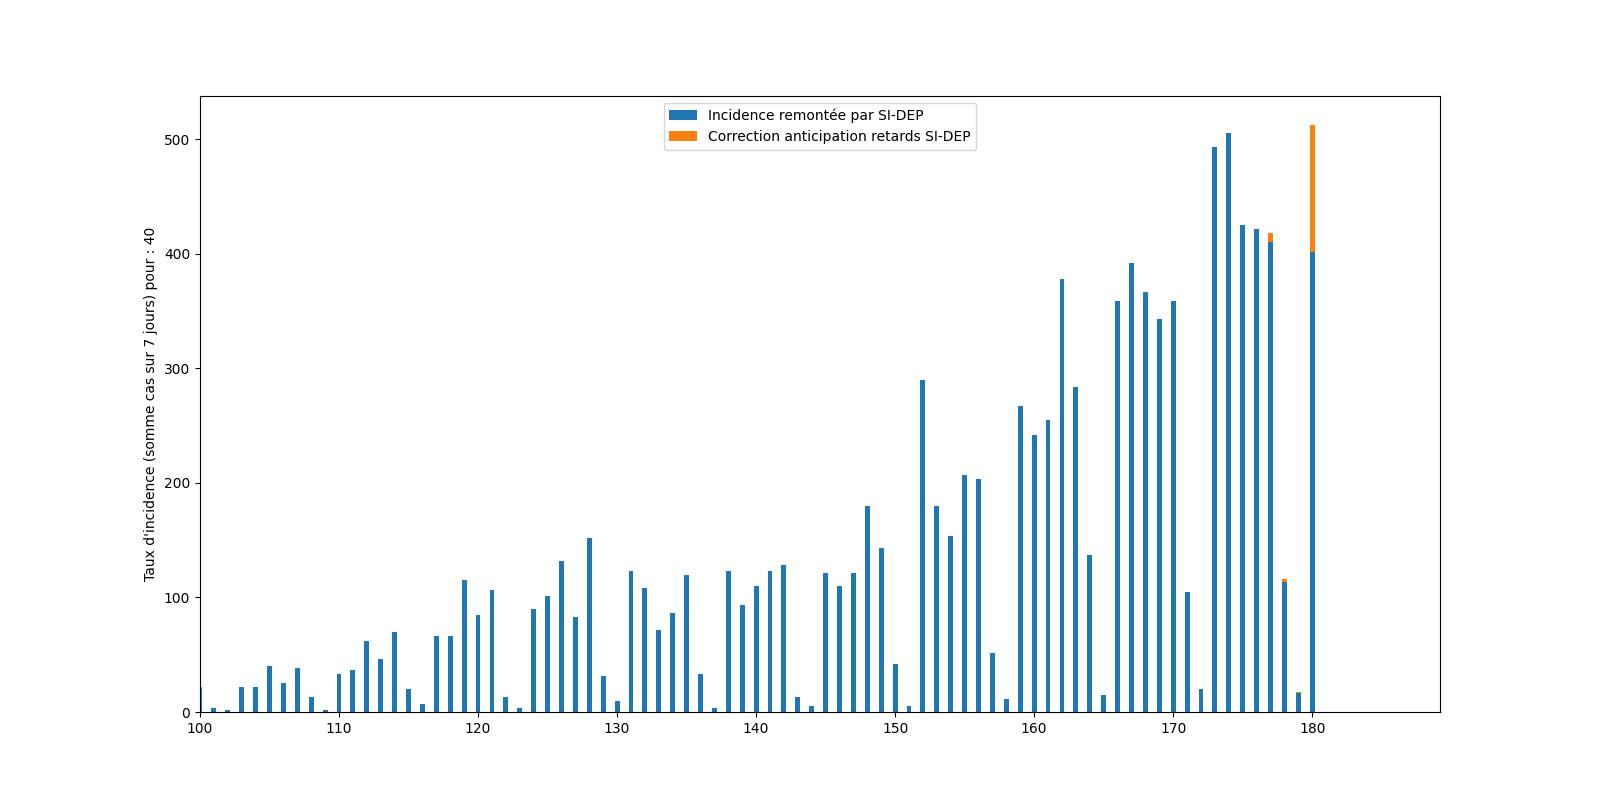 Incidence remontée par SI-DEP
Correction anticipation retards SI-DEP
Taux d'incidence (somme cas sur 7 jours) pour : 40
500
400
300
200
100
0
100 110 120 130 140 150 160 170 180